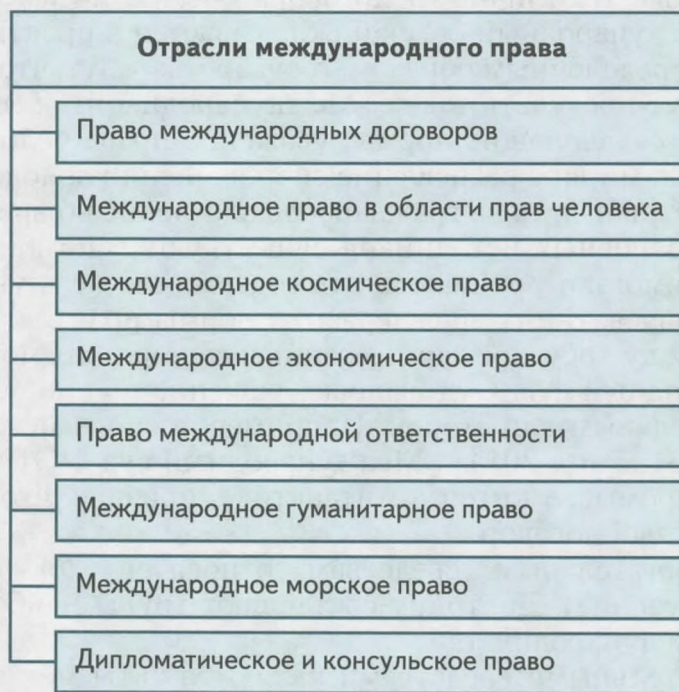 Отрасли международного права
Право международных договоров
Международное право в области прав человека
Международное космическое право
Международное экономическое право
Право международной ответственности
Международное гуманитарное право
Международное морское право
Дипломатическое и консульское право